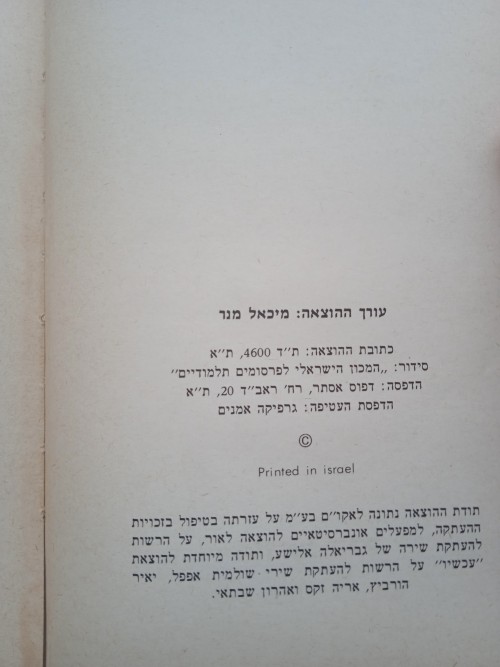 עורך ההוצאה: מיכאל מנר
כתובת ההוצאה: ת״ד 4600, ת״א
סידור: ,,המכון הישראלי לפרסומים תלמודיים״
הדפסה: דפוס אסתר, רח׳ ראב״ד 20, ת״א
הדפסת העטיפה: גרפיקה אמנים
©
Printed in israel
תודת ההוצאה נתונה לאקו״ם בע״מ על עזרתה בטיפול בזכויות
ההעתקה, למפעלים אוניברסיטאיים להוצאה לאור, על הרשות
להעתקת שירה של גבריאלה אלישע, ותודה מיוחדת להוצאת
״עכשיו״ על הרשות להעתקת שירי שולמית אפפל, יאיר
הורביץ, אריה זקס ואהרון שבתאי.